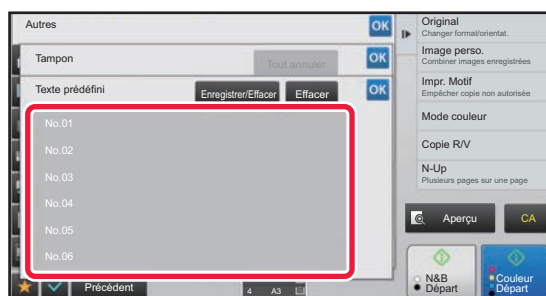 Autres
OK
Tampon
Tout annuler
OK
Texte prédéfini
Enregistrer/Effacer
Effacer
OK
No.01
No.02
No.03
No.04
No.05
No.06
Précédent
4
A3
Original
Changer format/orientat.
Image perso.
Combiner images enregistrées
Impr. Motif
Empêcher copie non autorisée
Mode couleur
Copie R/V
N-Up
Plusieurs pages sur une page
Aperçu
CA
N&B
Départ
Couleur
Départ